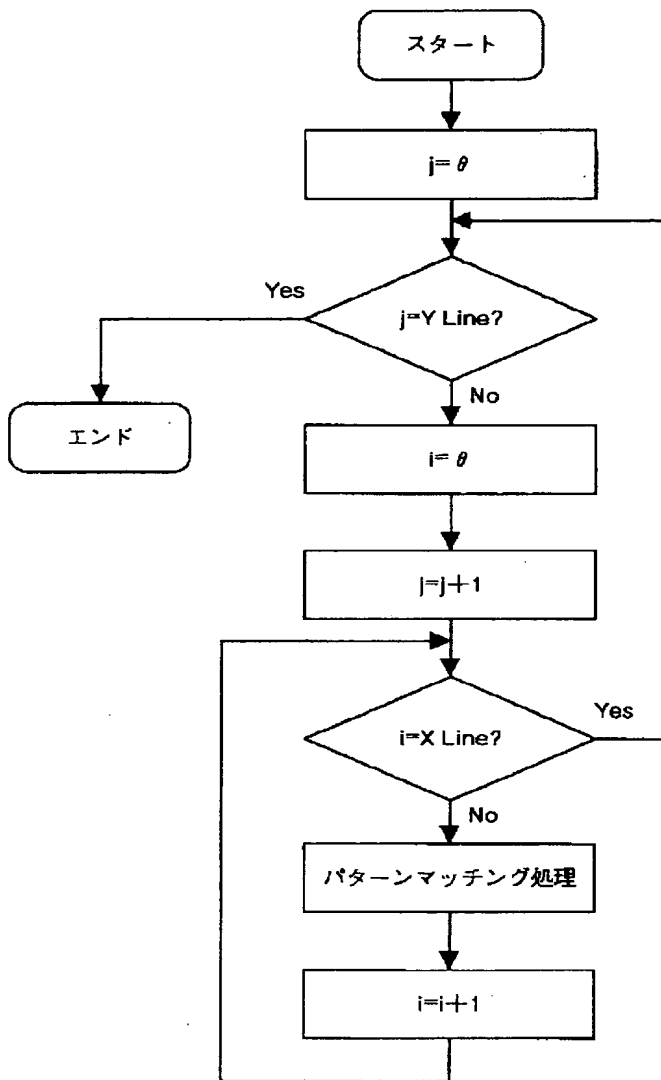 スタート
j= θ
Yes
j=Y Line?
No
エンド
i= θ
j=j+1
Yes
i=X Line?
No
パターンマッチング処理
i=i+1